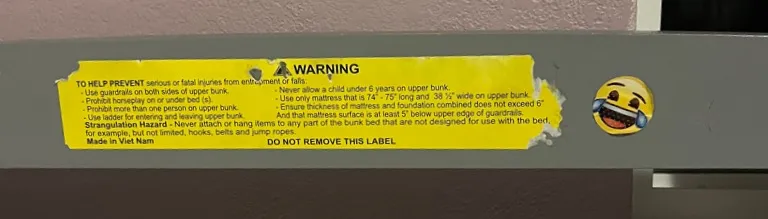 WARNING
TO HELP PREVENT serious or fatal injuries from entrapment or falls:
- Use guardrails on both sides of upper bunk.
- Prohibit horseplay on or under bed (s).
- Prohibit more than one person on upper bunk.
- Use ladder for entering and leaving upper bunk.
- Never allow a child under 6 years on upper bunk.
- Use only mattress that is 74" - 75" long and 38 ½" wide on upper bunk.
- Ensure thickness of mattress and foundation combined does not exceed 6"
And that mattress surface is at least 5" below upper edge of guardrails.
Strangulation Hazard - Never attach or hang items to any part of the bunk bed that are not designed for use with the bed,
for example, but not limited, hooks, belts and jump ropes.
Made in Viet Nam
DO NOT REMOVE THIS LABEL